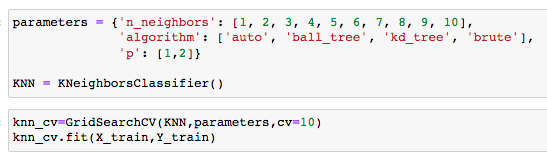 parameters = {'n_neighbors': [1, 2, 3, 4, 5, 6, 7, 8, 9, 10],
'algorithm': ['auto', 'ball_tree', 'kd_tree', 'brute'],
'p': [1,2]}
KNN = KNeighborsClassifier()
knn_cv=GridSearchCV(KNN,parameters,cv=10)
knn_cv.fit(X_train,Y_train)